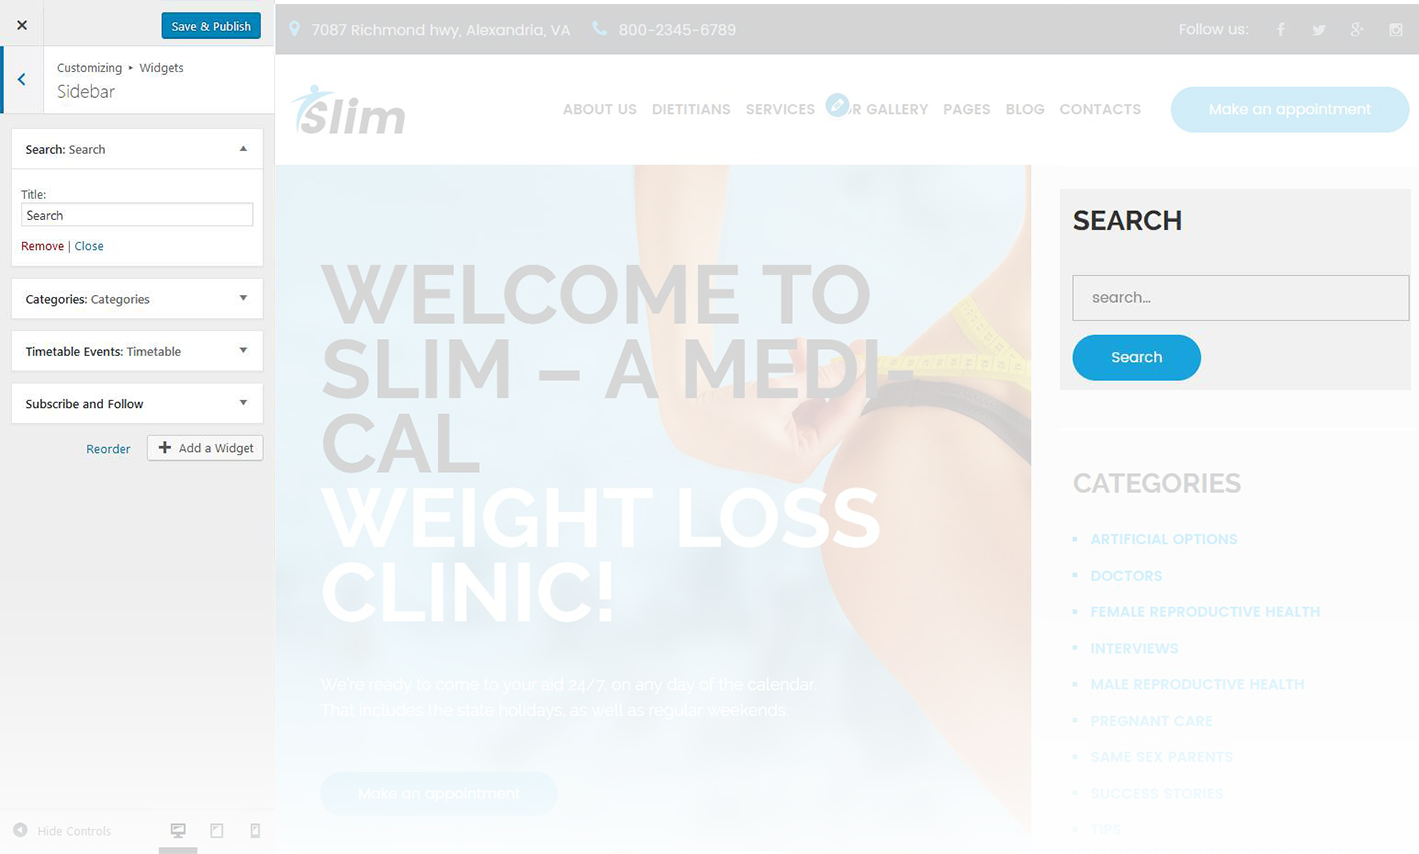 Save & Publish
Customizing ▸ Widgets
Sidebar
Search: Search
Title:
Search
Remove | Close
Categories: Categories
Timetable Events: Timetable
Subscribe and Follow
Reorder
Add a Widget
Hide Controls
7087 Richmond hwy, Alexandria, VA
800-2345-6789
Follow us:
slim
ABOUT US DIETITIANS SERVICES R GALLERY PAGES BLOG CONTACTS
Make an appointment
WELCOME TO
SLIM – A MEDI-
CAL
WEIGHT LOSS
CLINIC!
We're ready to come to your aid 24/7, on any day of the calendar.
That includes the state holidays, as well as regular weekends.
Make an appointment
SEARCH
search...
Search
CATEGORIES
ARTIFICIAL OPTIONS
DOCTORS
FEMALE REPRODUCTIVE HEALTH
INTERVIEWS
MALE REPRODUCTIVE HEALTH
PREGNANT CARE
SAME SEX PARENTS
SUCCESS STORIES
TIPS